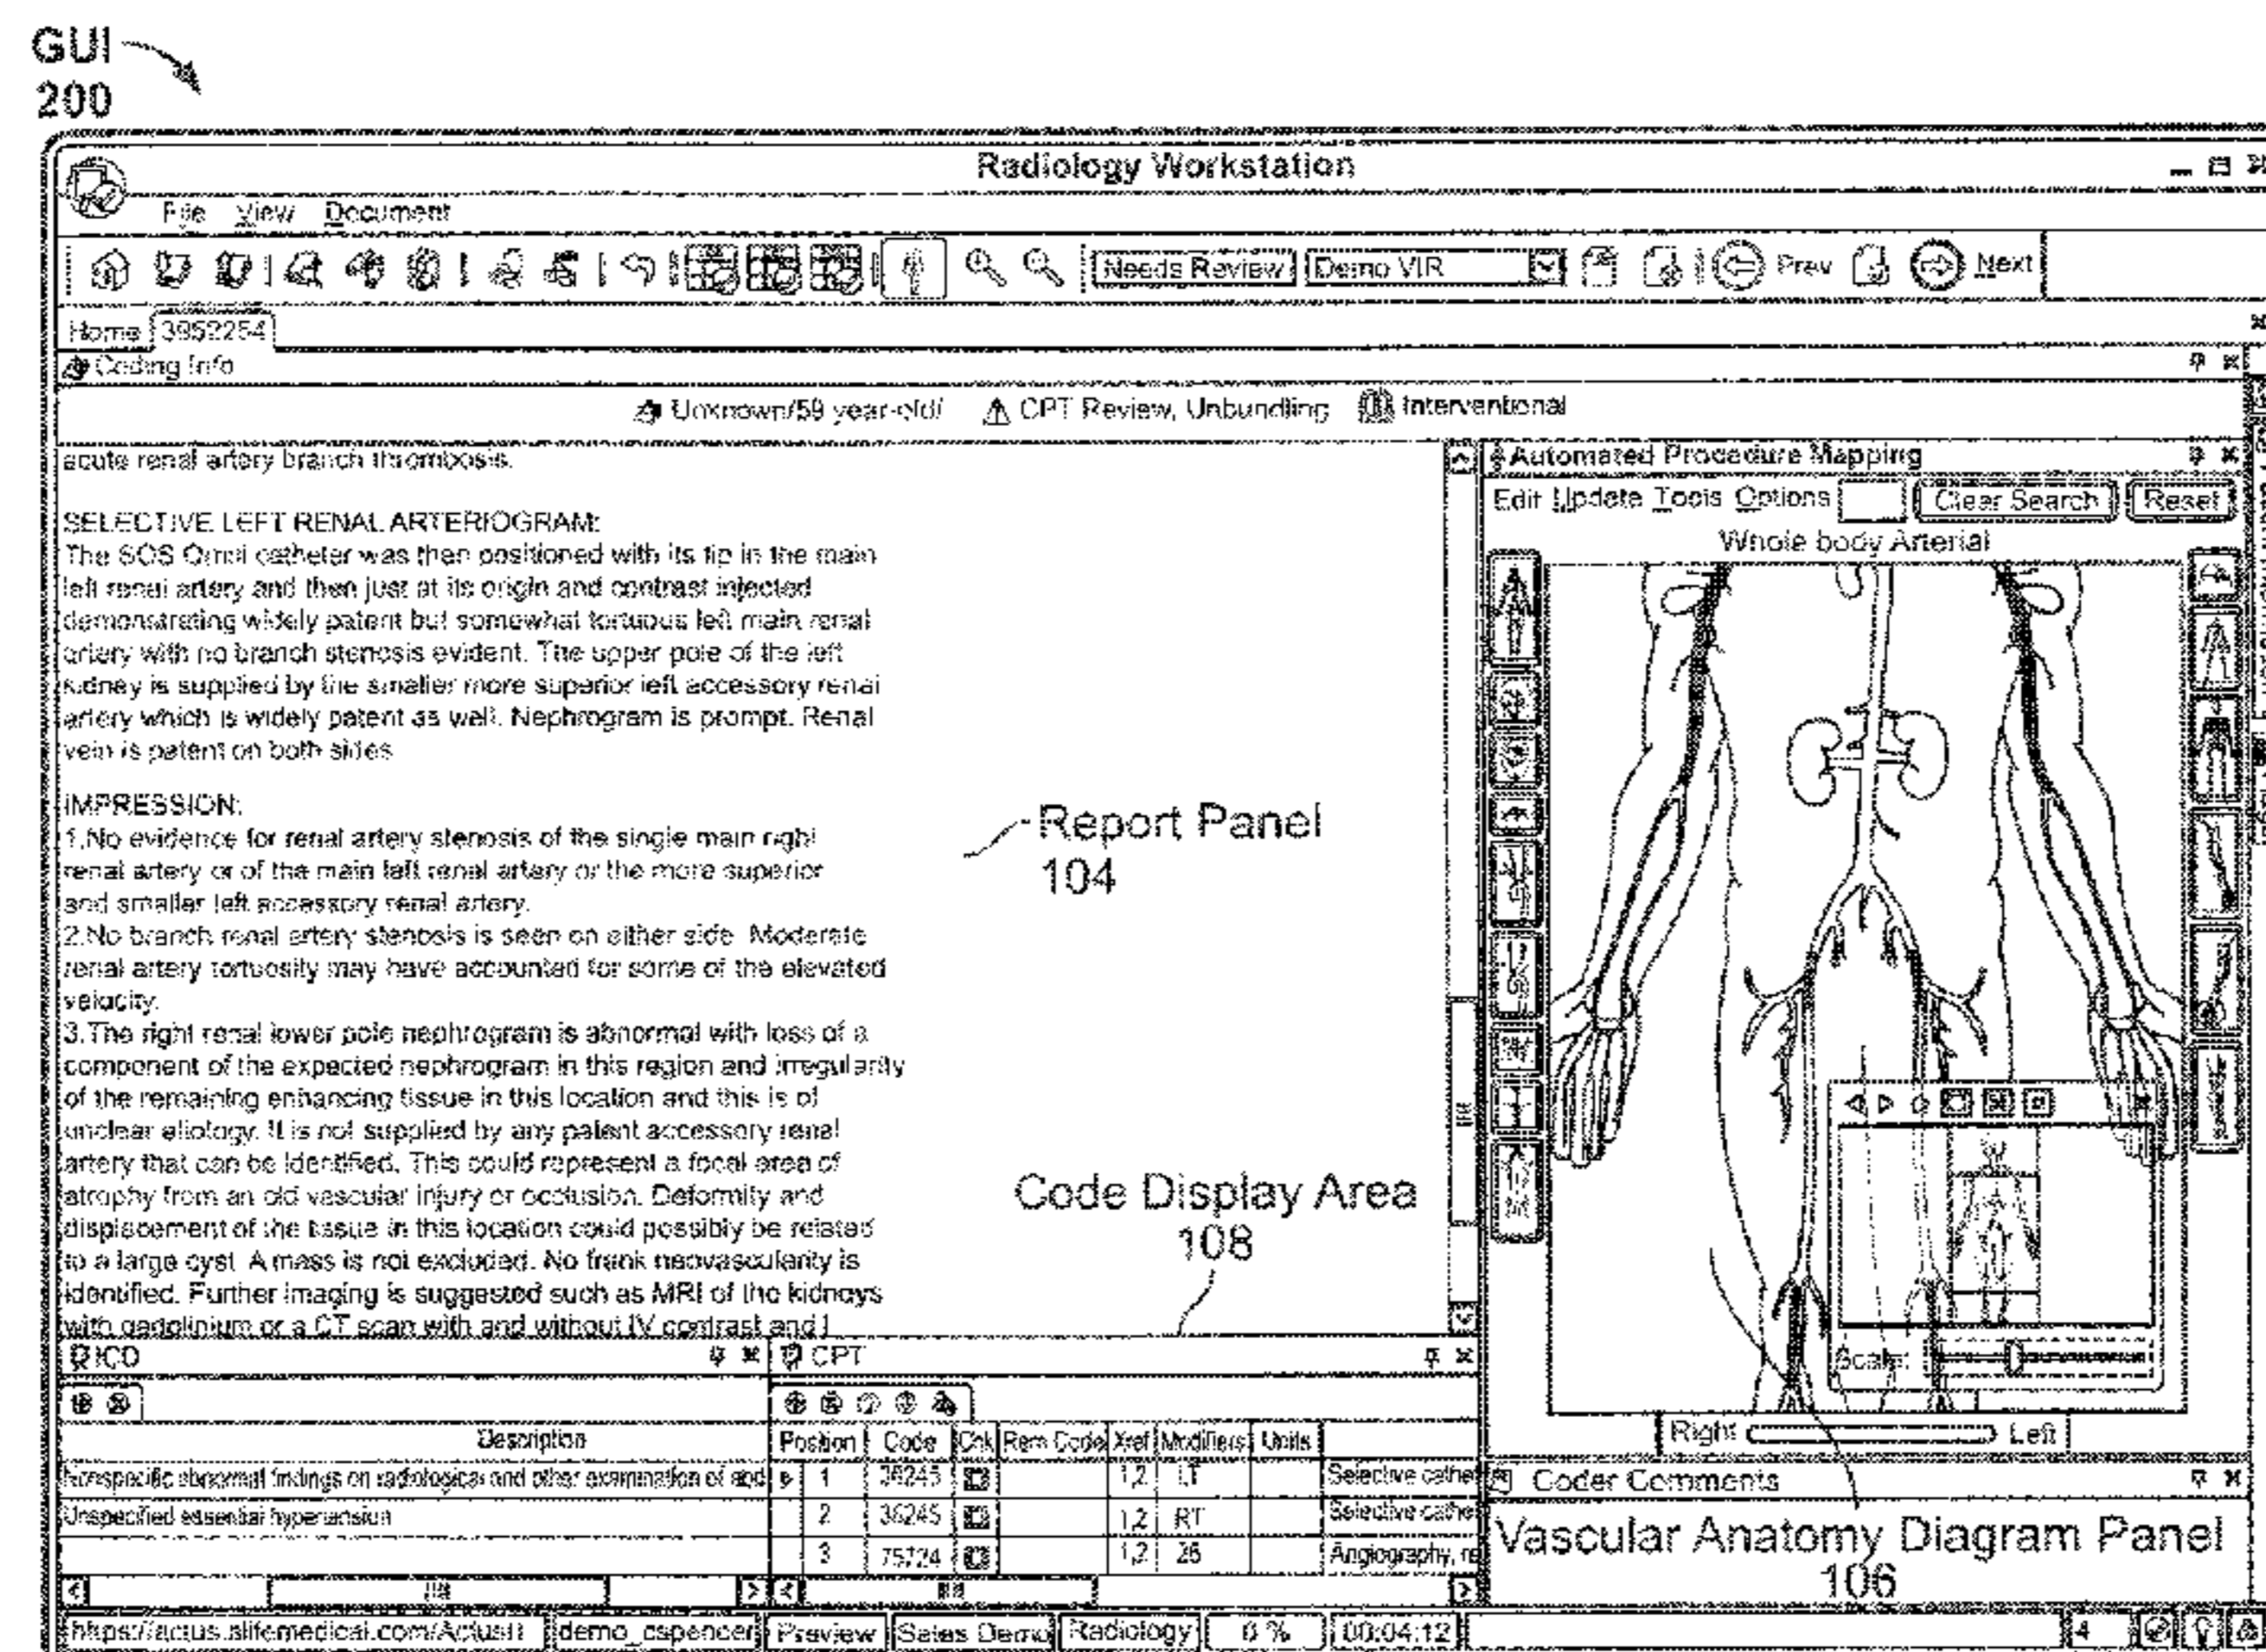 GUI
200
Radiology Workstation
File View Document
Needs Review Demo VIR Prev Next
Home 3952254
Coding Info
Unknown/59 year-old/ CPT Review, Unbundling Interventional
acute renal artery branch thrombosis.
SELECTIVE LEFT RENAL ARTERIOGRAM:
The SOS Omni catheter was then positioned with its tip in the main
left renal artery and then just at its origin and contrast injected
demonstrating widely patent but somewhat tortuous left main renal
artery with no branch stenosis evident. The upper pole of the left
kidney is supplied by the smaller more superior left accessory renal
artery which is widely patent as well. Nephrogram is prompt. Renal
vein is patent on both sides
IMPRESSION:
1.No evidence for renal artery stenosis of the single main right
renal artery or of the main left renal artery or the more superior
and smaller left accessory renal artery.
2.No branch renal artery stenosis is seen on either side. Moderate
renal artery tortuosity may have accounted for some of the elevated
velocity.
3.The right renal lower pole nephrogram is abnormal with loss of a
component of the expected nephrogram in this region and irregularity
of the remaining enhancing tissue in this location and this is of
unclear etiology. It is not supplied by any patent accessory renal
artery that can be identified. This could represent a focal area of
atrophy from an old vascular injury or occlusion. Deformity and
displacement of the tissue in this location could possibly be related
to a large cyst. A mass is not excluded. No frank neovascularity is
identified. Further imaging is suggested such as MRI of the kidneys
with gadolinium or a CT scan with and without IV contrast and I
Report Panel
104
Code Display Area
108
Automated Procedure Mapping
Edit Update Tools Options Clear Search Reset
Whole body Arterial
Scale:
Right Left
Coder Comments
Vascular Anatomy Diagram Panel
106
ICD
Description
Nonspecific abnormal findings on radiological and other examination of abd
Unspecified essential hypertension
CPT
Position Code Chk Rem Code Xref Modifiers Units
1 36245 1,2 LT Selective cathe
2 36245 1,2 RT Selective cathe
3 75724 1,2 26 Angiography, re
https://actus.alifemedical.com/Actus demo_cspencer Preview Sales Demo Radiology 0 % 00:04:12 4